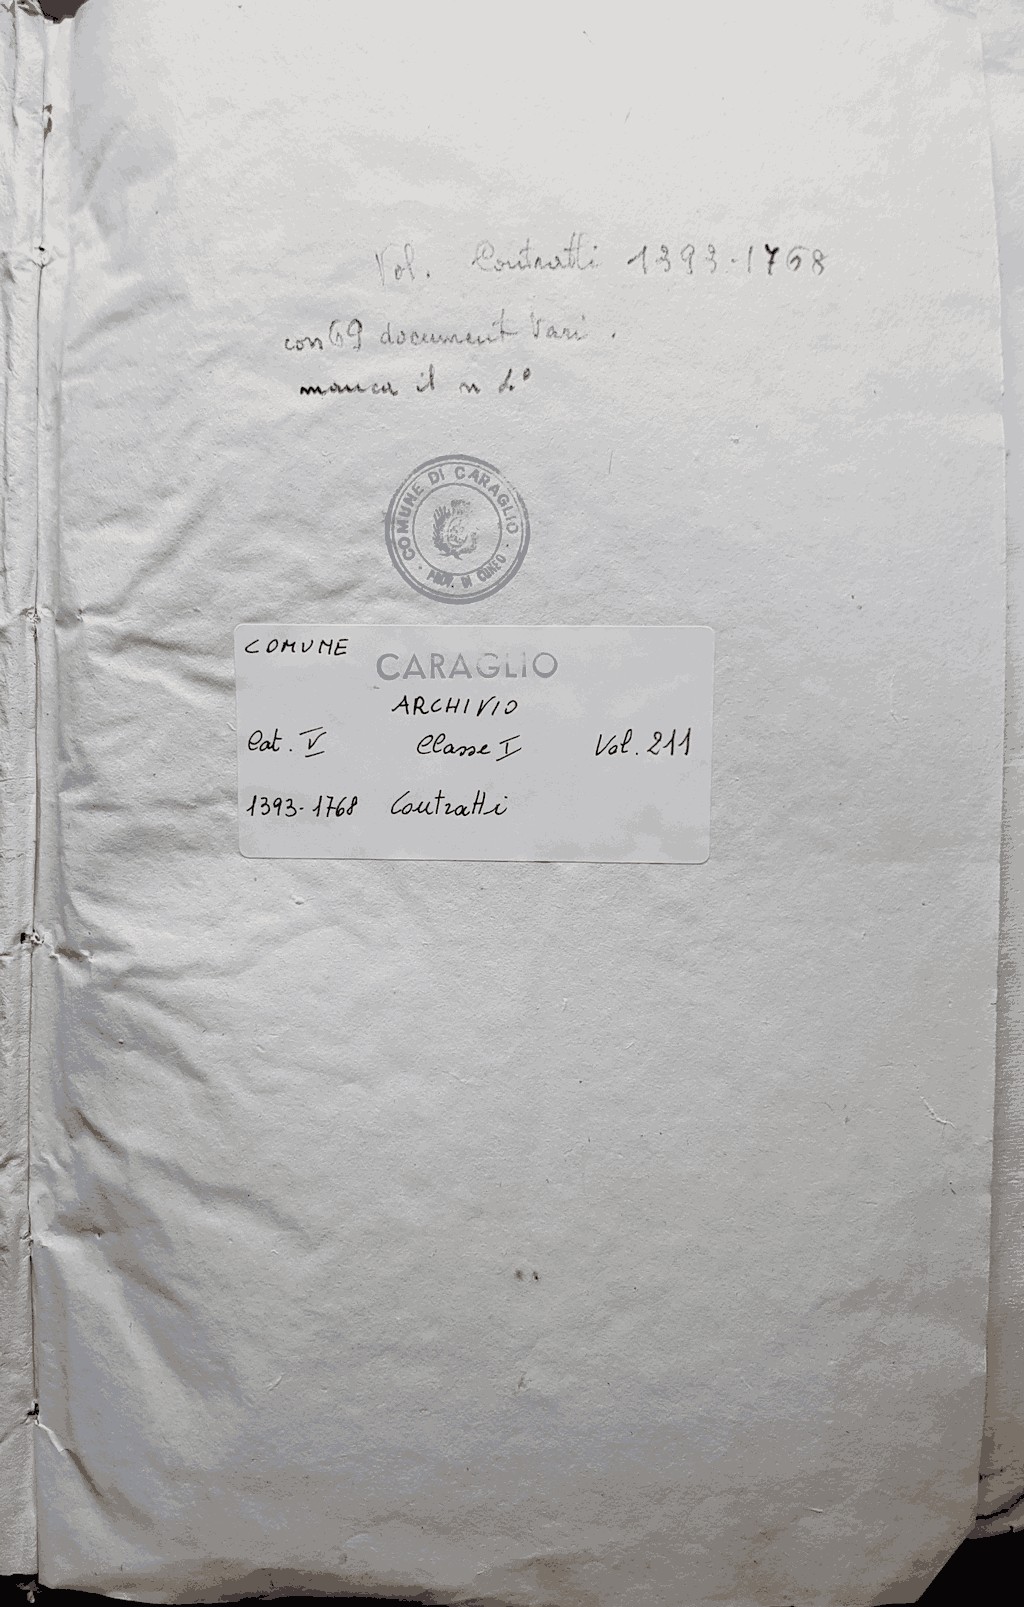 Vol. Contratti 1393-1768
con 69 documenti vari.
manca il n
COMUNE DI CARAGLIO
PROV. DI CUNEO
COMUNE
CARAGLIO
ARCHIVIO
Cat. V Classe I Vol. 211
1393-1768 Contratti